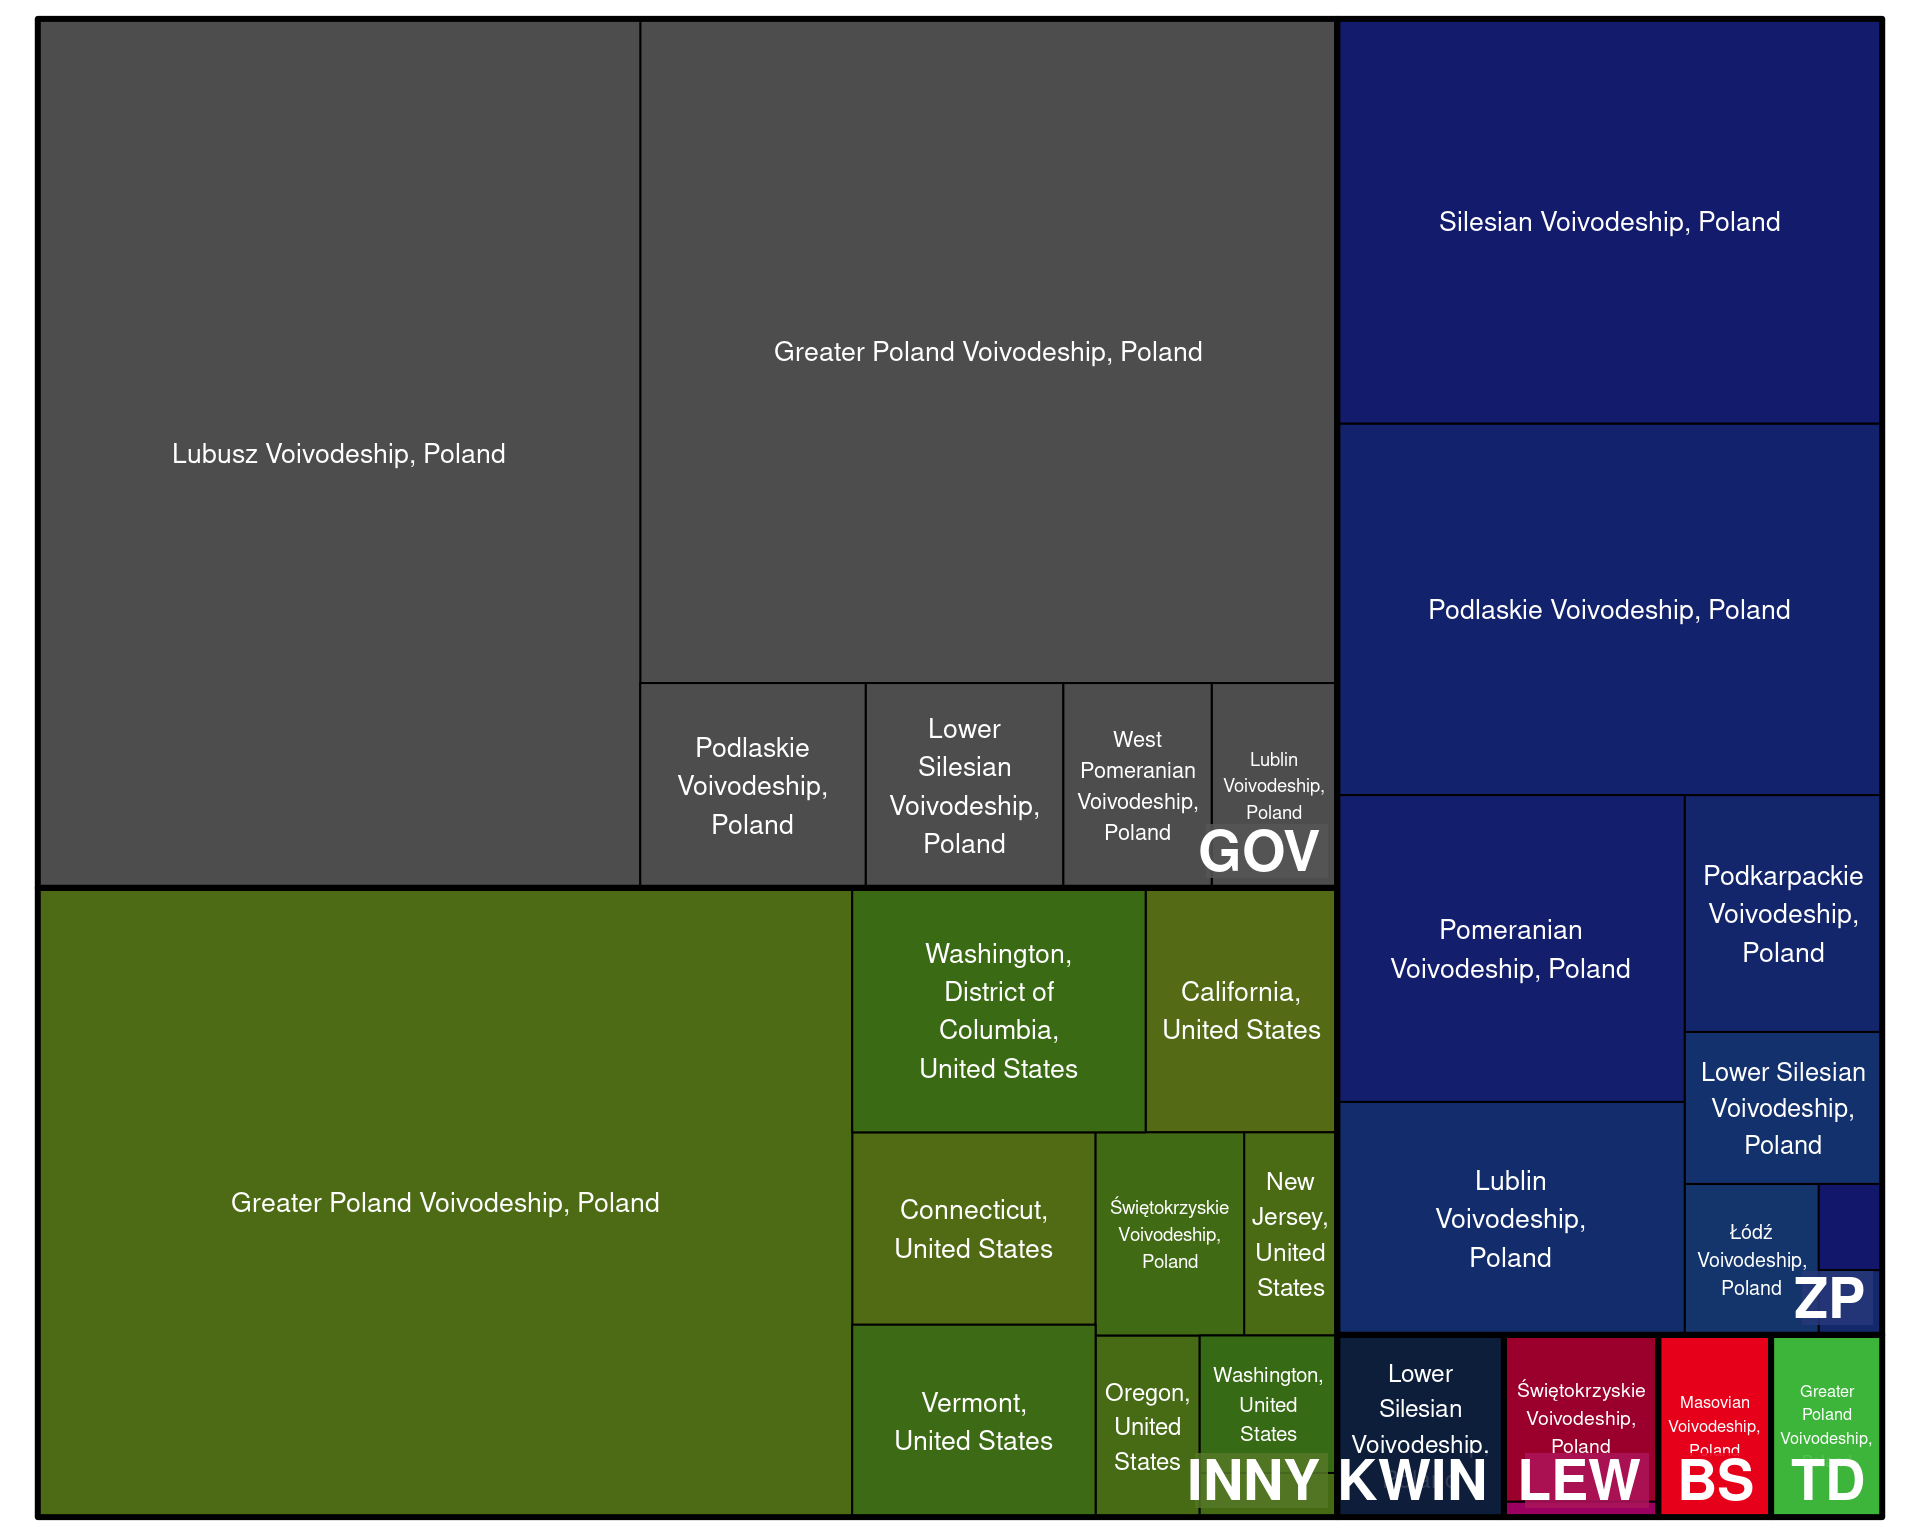 Lubusz Voivodeship, Poland
Greater Poland Voivodeship, Poland
Podlaskie
Voivodeship,
Poland
Lower
Silesian
Voivodeship,
Poland
West
Pomeranian
Voivodeship,
Poland
Lublin
Voivodeship,
Poland
GOV
Greater Poland Voivodeship, Poland
Washington,
District of
Columbia,
United States
California,
United States
Connecticut,
United States
Świętokrzyskie
Voivodeship,
Poland
New
Jersey,
United
States
Vermont,
United States
Oregon,
United
States
Washington,
United
States
INNY
Silesian Voivodeship, Poland
Podlaskie Voivodeship, Poland
Pomeranian
Voivodeship, Poland
Podkarpackie
Voivodeship,
Poland
Lower Silesian
Voivodeship,
Poland
Lublin
Voivodeship,
Poland
Łódź
Voivodeship,
Poland
ZP
Lower
Silesian
Voivodeship,
KWIN
Świętokrzyskie
Voivodeship,
Poland
LEW
Masovian
Voivodeship,
Poland
BS
Greater
Poland
Voivodeship,
TD